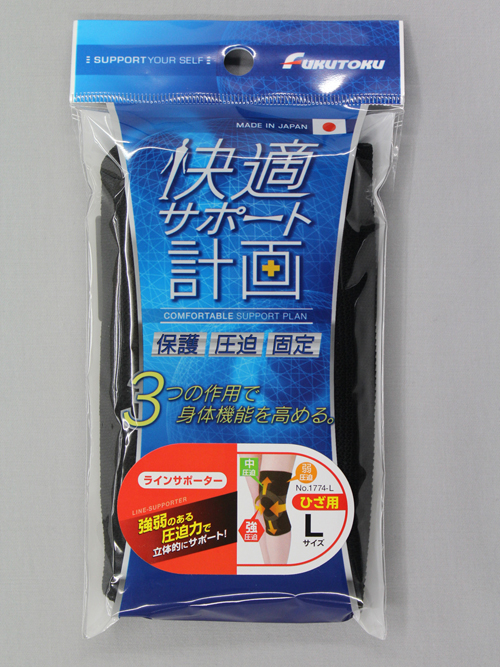 SUPPORT YOUR SELF
FUKUTOKU
MADE IN JAPAN
快適
サポート
計画
COMFORTABLE SUPPORT PLAN
保護 圧迫 固定
3つの作用で
身体機能を高める。
ラインサポーター
LINE-SUPPORTER
強弱のある
圧迫力で
立体的にサポート!
中
圧迫
弱
圧迫
強
圧迫
No.1774-L
ひざ用
L
サイズ